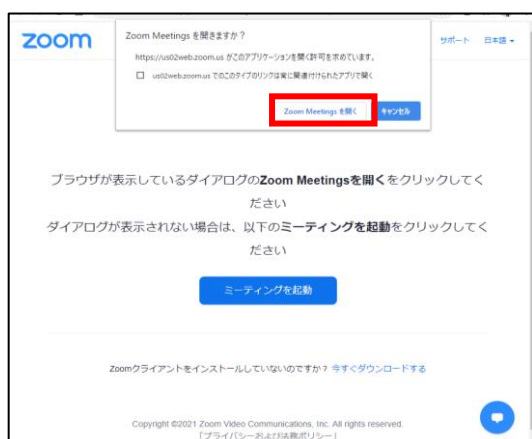 zoom
サポート 日本語
Zoom Meetings を開きますか？
https://us02web.zoom.us がこのアプリケーションを開く許可を求めています。
us02web.zoom.us でこのタイプのリンクは常に関連付けられたアプリで開く
Zoom Meetings を開く キャンセル
ブラウザが表示しているダイアログのZoom Meetingsを開くをクリックしてく
ださい
ダイアログが表示されない場合は、以下のミーティングを起動をクリックしてく
ださい
ミーティングを起動
Zoomクライアントをインストールしていないのですか？ 今すぐダウンロードする
Copyright ©2021 Zoom Video Communications, Inc. All rights reserved.
「プライバシーおよび法務ポリシー」